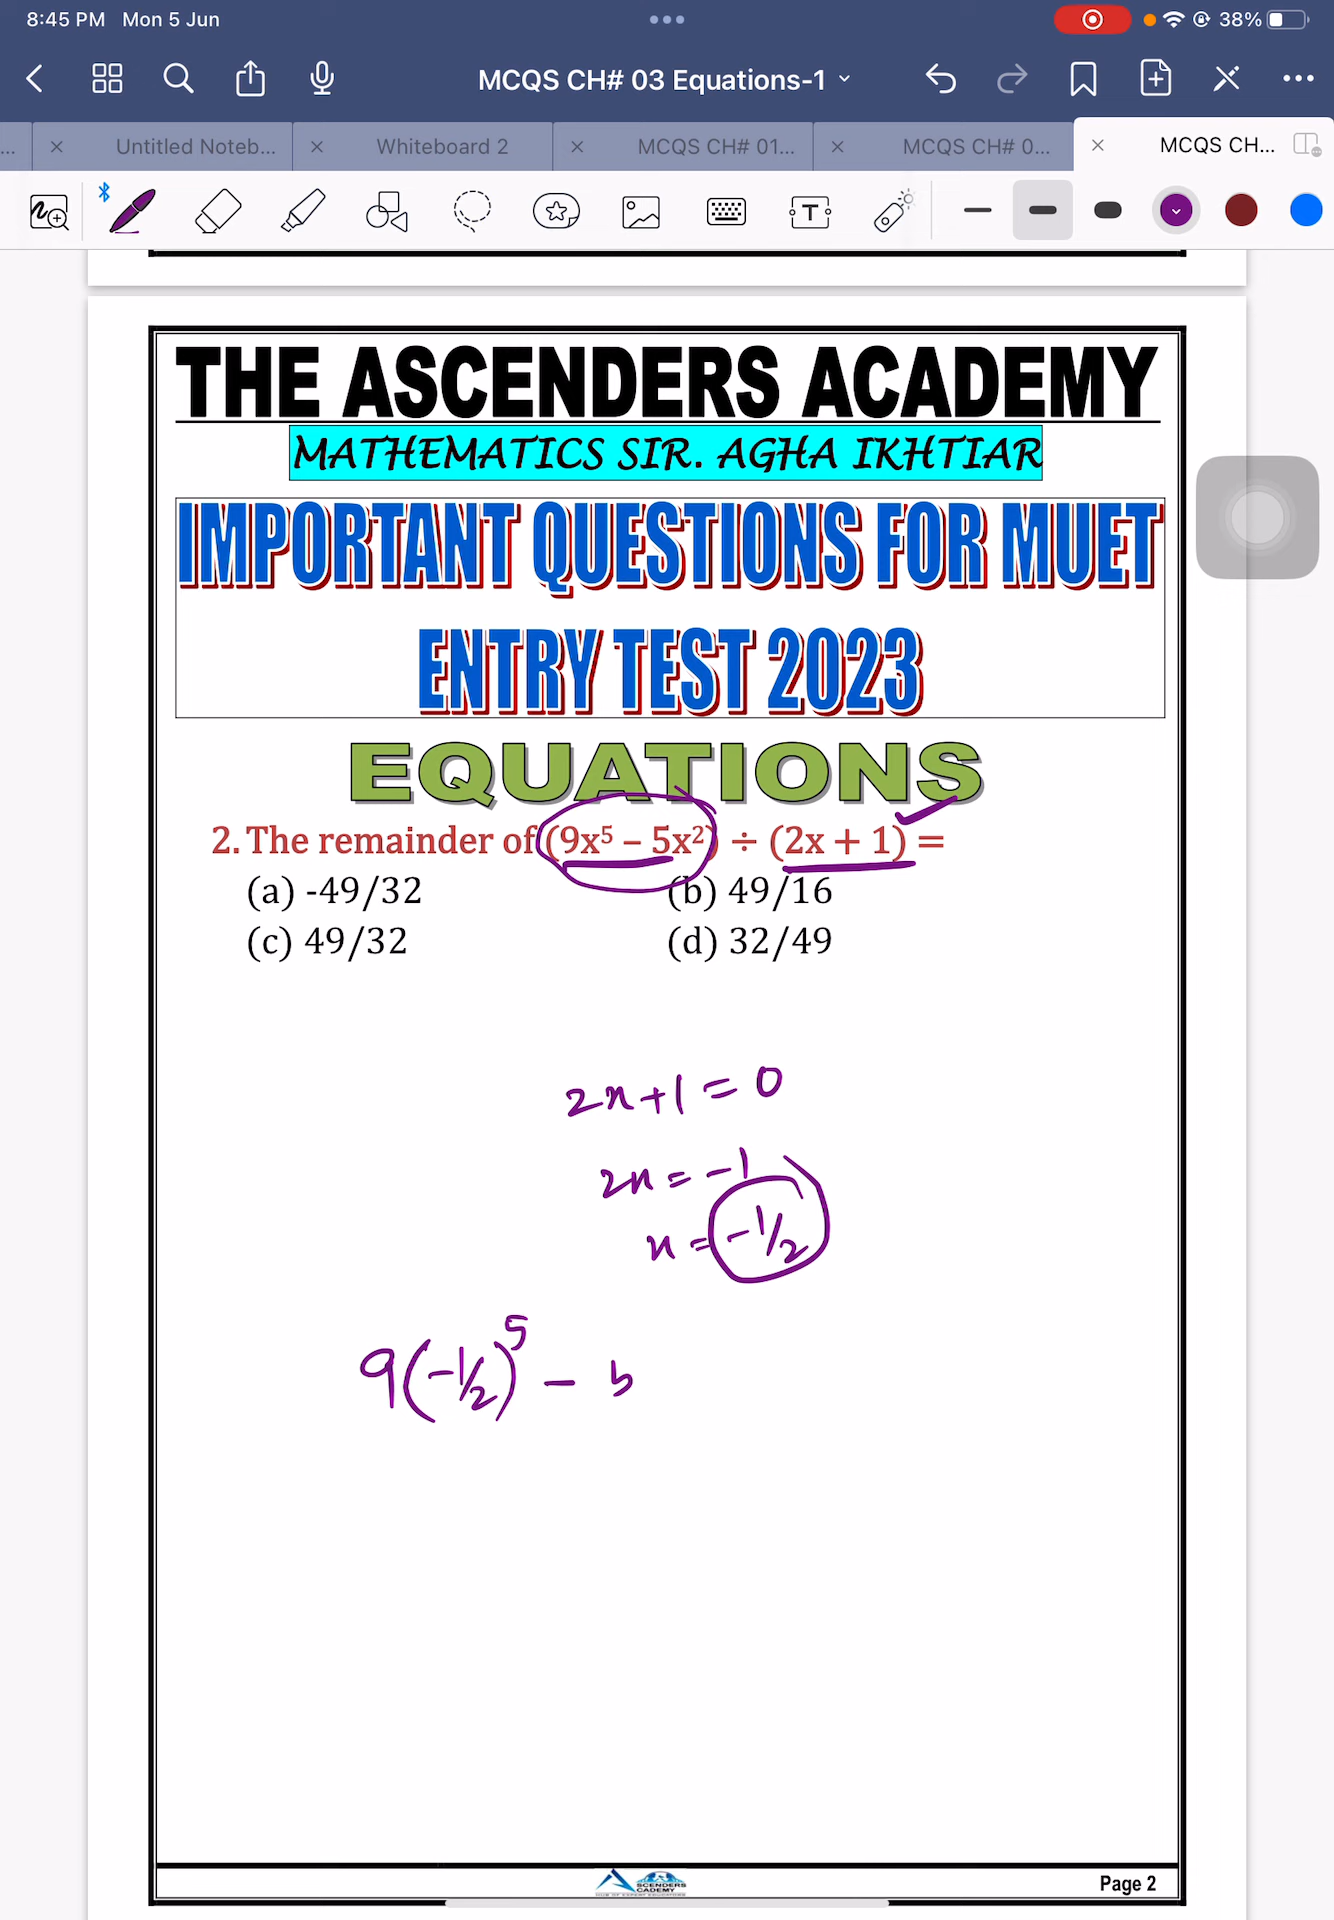 8:45 PM Mon 5 Jun
38%
MCQS CH# 03 Equations-1
... Untitled Noteb... Whiteboard 2 MCQS CH# 01... MCQS CH# 0... MCQS CH...
T
THE ASCENDERS ACADEMY
MATHEMATICS SIR. AGHA IKHTIAR
IMPORTANT QUESTIONS FOR MUET
ENTRY TEST 2023
EQUATIONS
2. The remainder of (9x⁵ – 5x²) ÷ (2x + 1) =
(a) -49/32 (b) 49/16
(c) 49/32 (d) 32/49
2x+1=0
2x=-1
x=-1/2
9(-1/2)⁵ - 5
SCENDERS
CADEMY
Page 2